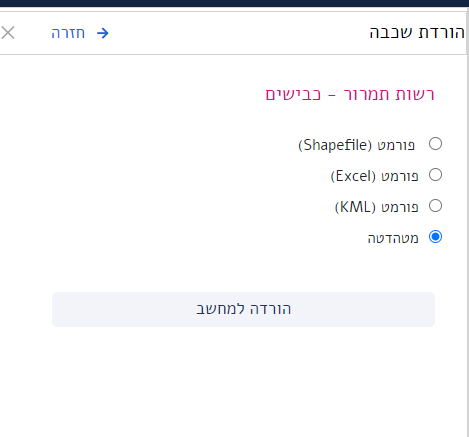 הורדת שכבה
חזרה
רשות תמרור - כבישים
פורמט (Shapefile)
פורמט (Excel)
פורמט (KML)
מטהדטה
הורדה למחשב